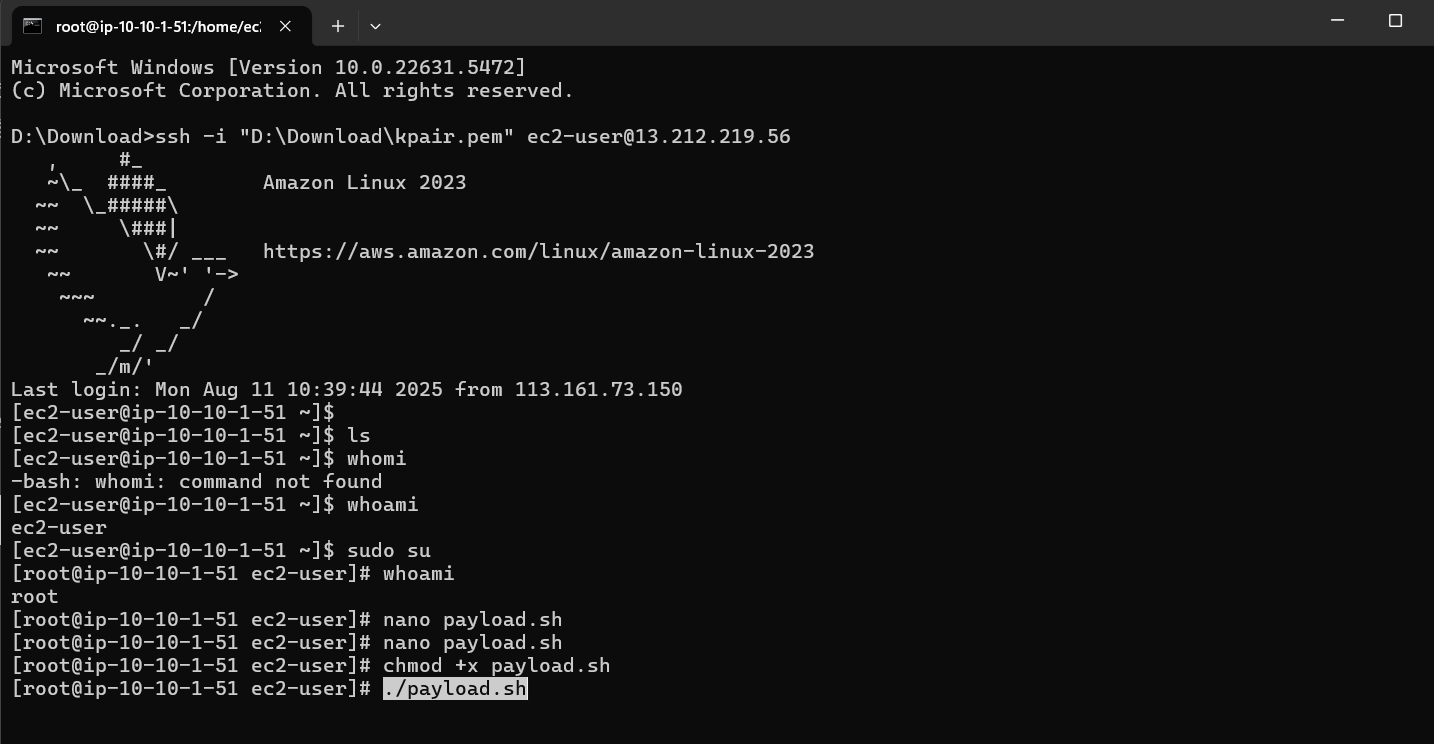 root@ip-10-10-1-51:/home/ec2
Microsoft Windows [Version 10.0.22631.5472]
(c) Microsoft Corporation. All rights reserved.
D:\Download>ssh -i "D:\Download\kpair.pem" ec2-user@13.212.219.56
   ,     #_
   ~\_  ####_        Amazon Linux 2023
  ~~  \_#####\
  ~~     \###|
  ~~       \#/ ___   https://aws.amazon.com/linux/amazon-linux-2023
   ~~       V~' '->
    ~~~         /
      ~~._.   _/
         _/ _/
       _/m/'
Last login: Mon Aug 11 10:39:44 2025 from 113.161.73.150
[ec2-user@ip-10-10-1-51 ~]$
[ec2-user@ip-10-10-1-51 ~]$ ls
[ec2-user@ip-10-10-1-51 ~]$ whomi
-bash: whomi: command not found
[ec2-user@ip-10-10-1-51 ~]$ whoami
ec2-user
[ec2-user@ip-10-10-1-51 ~]$ sudo su
[root@ip-10-10-1-51 ec2-user]# whoami
root
[root@ip-10-10-1-51 ec2-user]# nano payload.sh
[root@ip-10-10-1-51 ec2-user]# nano payload.sh
[root@ip-10-10-1-51 ec2-user]# chmod +x payload.sh
[root@ip-10-10-1-51 ec2-user]# ./payload.sh